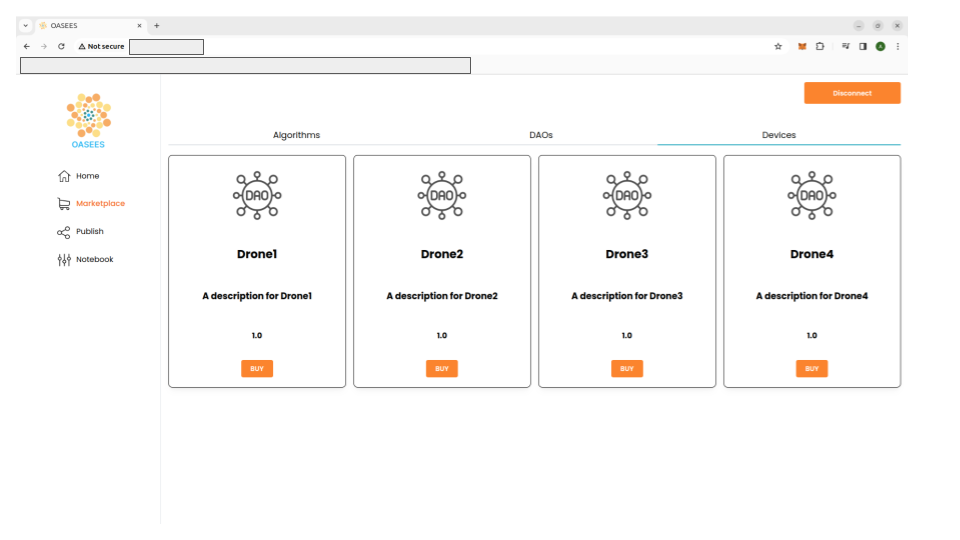 OASEES
Not secure
Disconnect
OASEES
Algorithms DAOs Devices
Home
Marketplace
Publish
Notebook
DAO DAO DAO DAO
Drone1 Drone2 Drone3 Drone4
A description for Drone1 A description for Drone2 A description for Drone3 A description for Drone4
1.0 1.0 1.0 1.0
BUY BUY BUY BUY